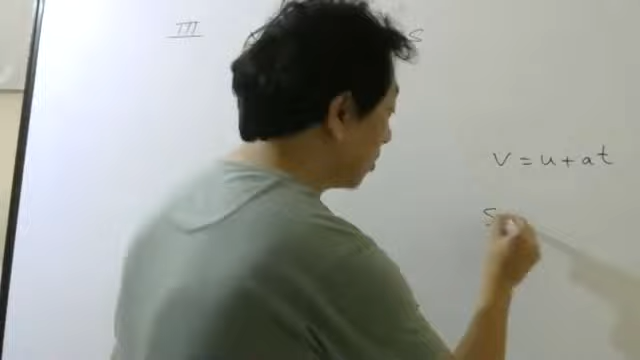 III s
v = u + at
s